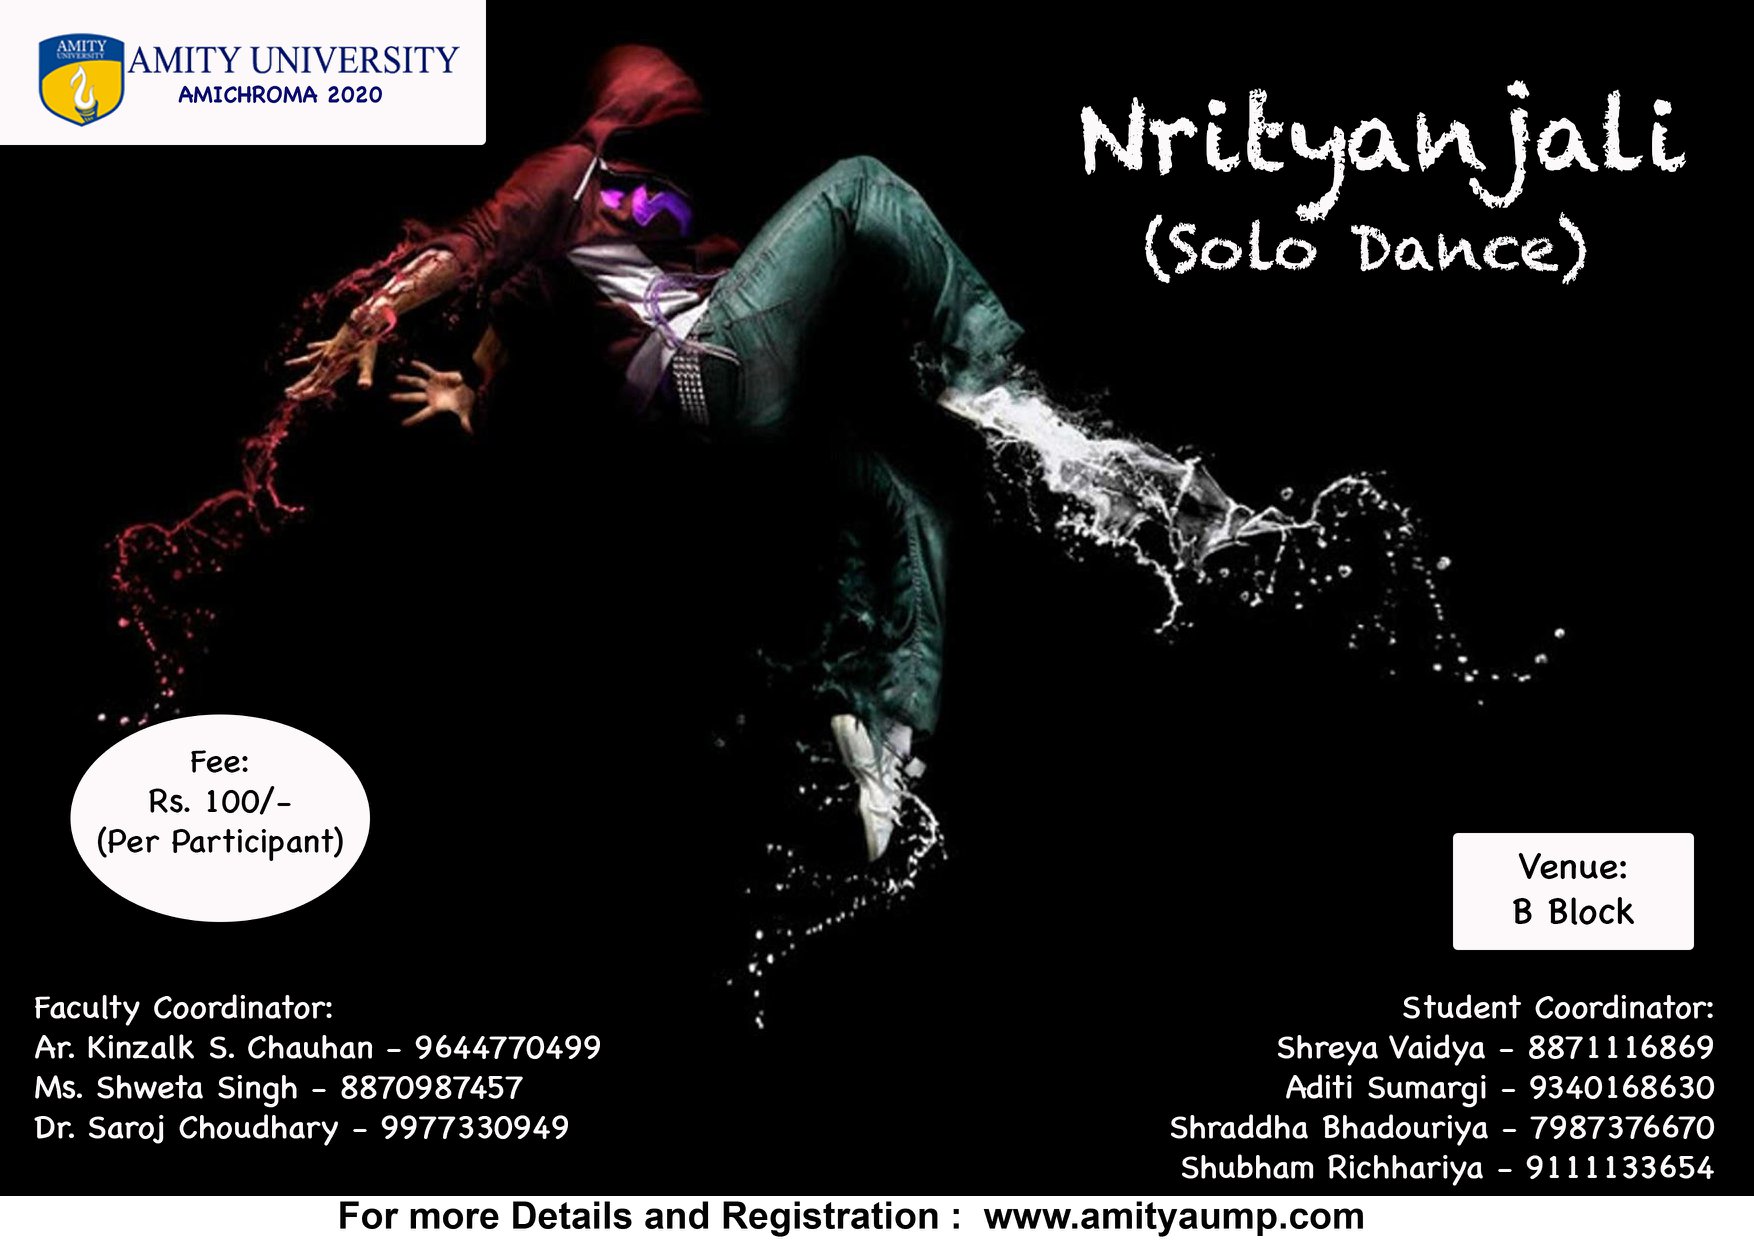 AMITY
UNIVERSITY
AMITY UNIVERSITY
AMICHROMA 2020
Nrityanjali
(Solo Dance)
Fee:
Rs. 100/-
(Per Participant)
Venue:
B Block
Faculty Coordinator:
Ar. Kinzalk S. Chauhan - 9644770499
Ms. Shweta Singh - 8870987457
Dr. Saroj Choudhary - 9977330949
Student Coordinator:
Shreya Vaidya - 8871116869
Aditi Sumargi - 9340168630
Shraddha Bhadouriya - 7987376670
Shubham Richhariya - 9111133654
For more Details and Registration : www.amityaump.com